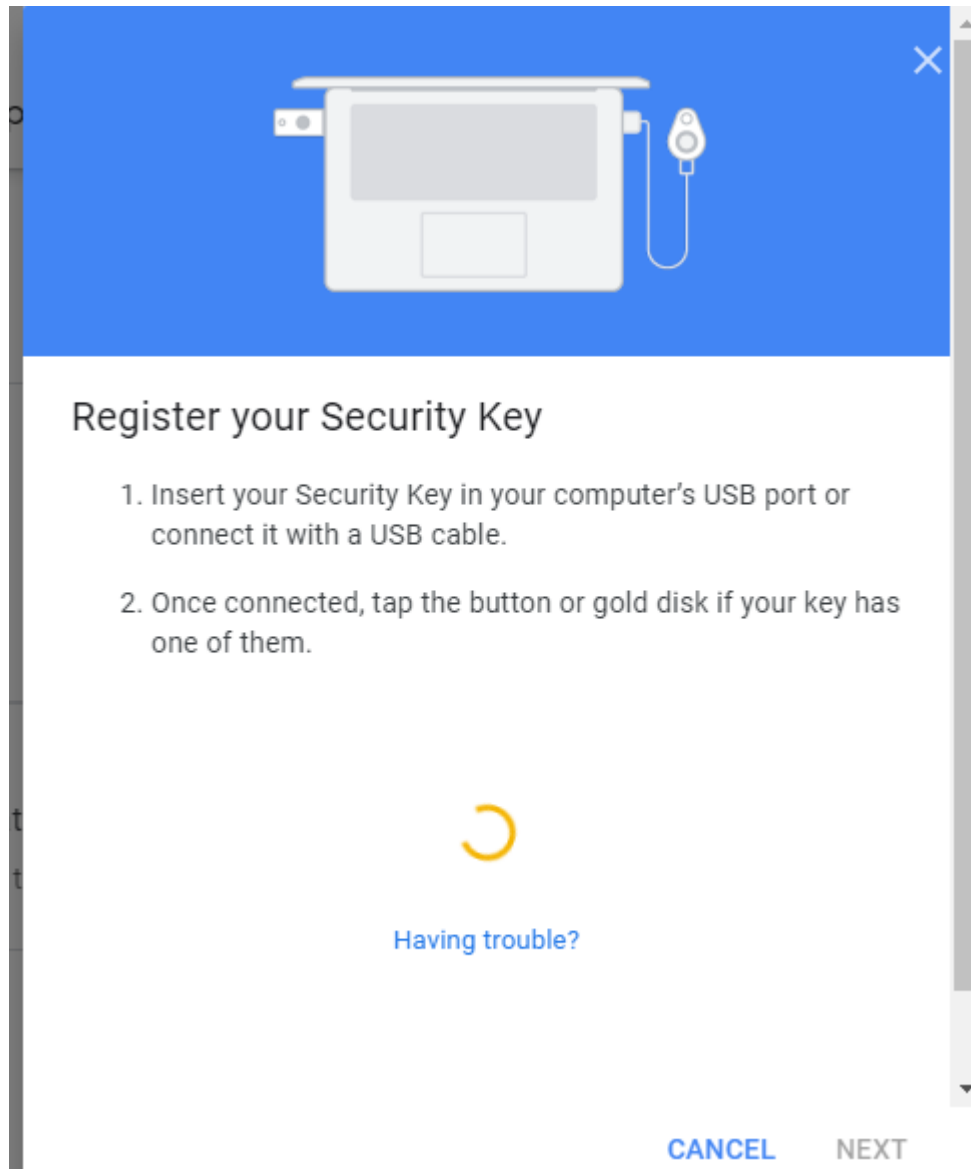 Register your Security Key
1. Insert your Security Key in your computer’s USB port or
connect it with a USB cable.
2. Once connected, tap the button or gold disk if your key has
one of them.
Having trouble?
CANCEL NEXT